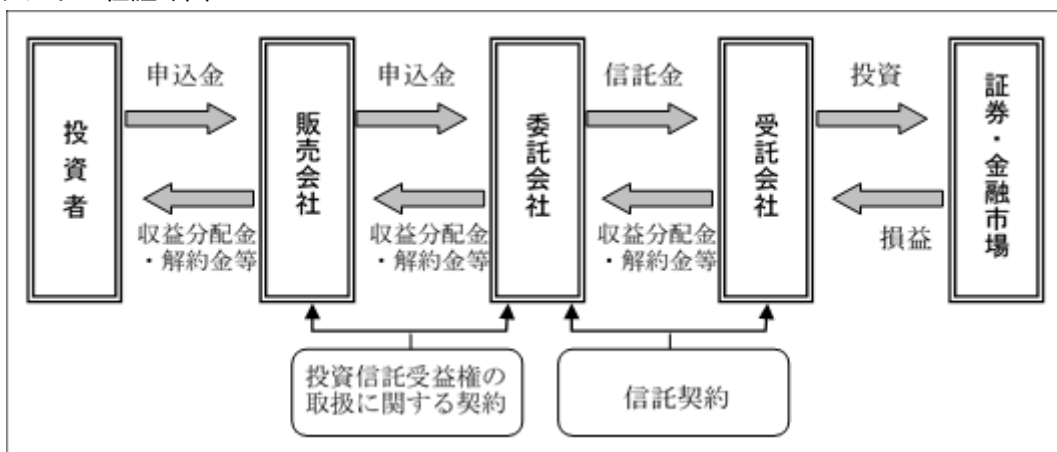 投資者
申込金
収益分配金
・解約金等
販売会社
申込金
収益分配金
・解約金等
委託会社
信託金
収益分配金
・解約金等
受託会社
投資
損益
証券・金融市場
投資信託受益権の
取扱に関する契約
信託契約